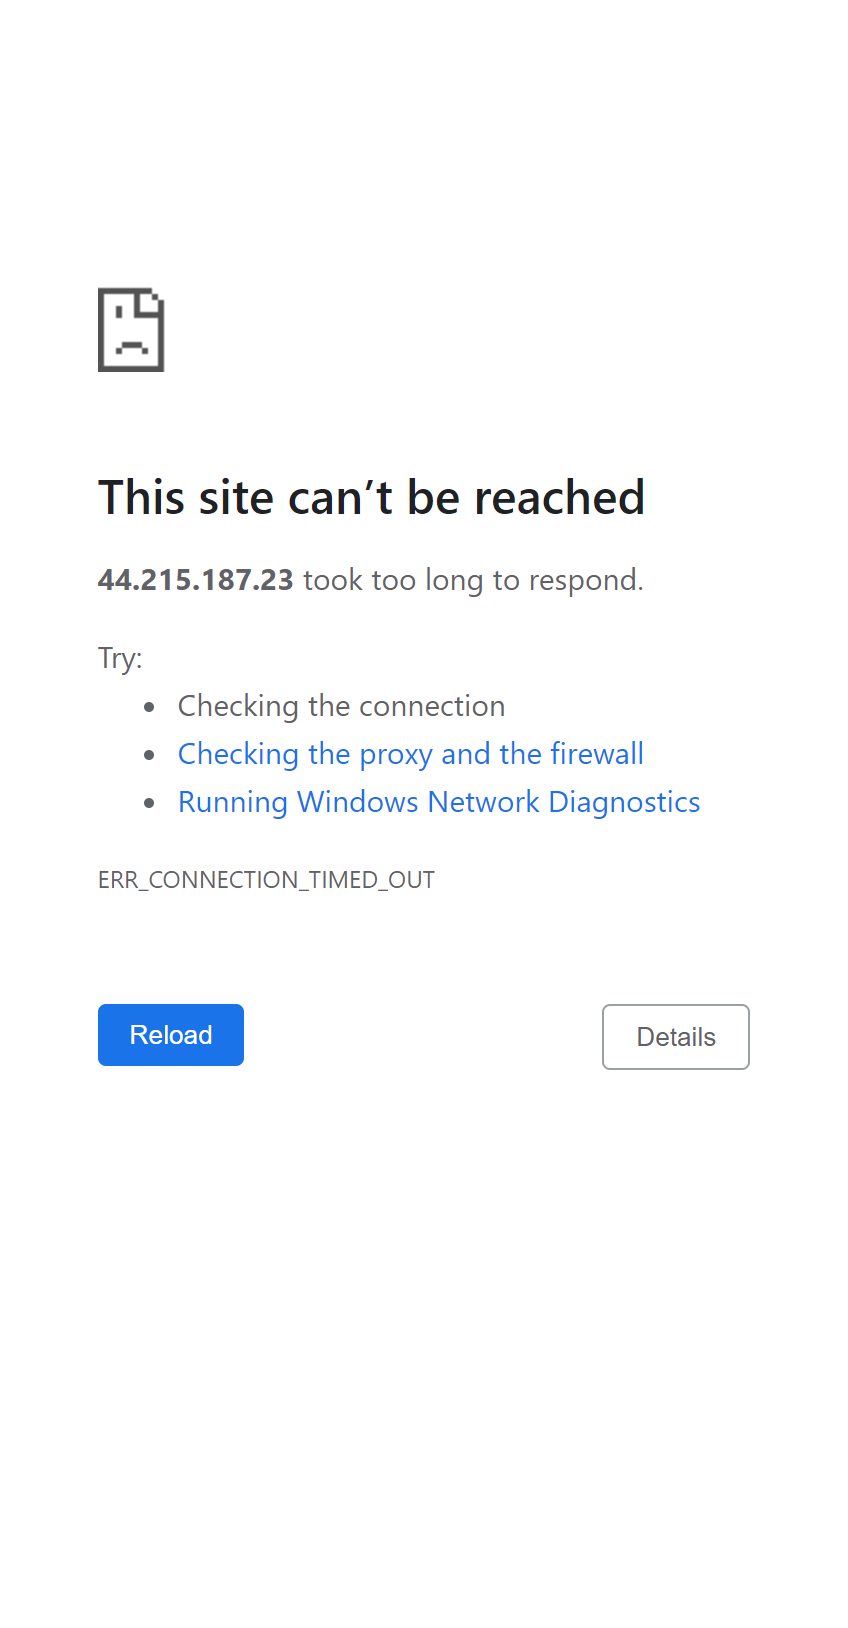 This site can’t be reached
44.215.187.23 took too long to respond.
Try:
Checking the connection
Checking the proxy and the firewall
Running Windows Network Diagnostics
ERR_CONNECTION_TIMED_OUT
Reload
Details